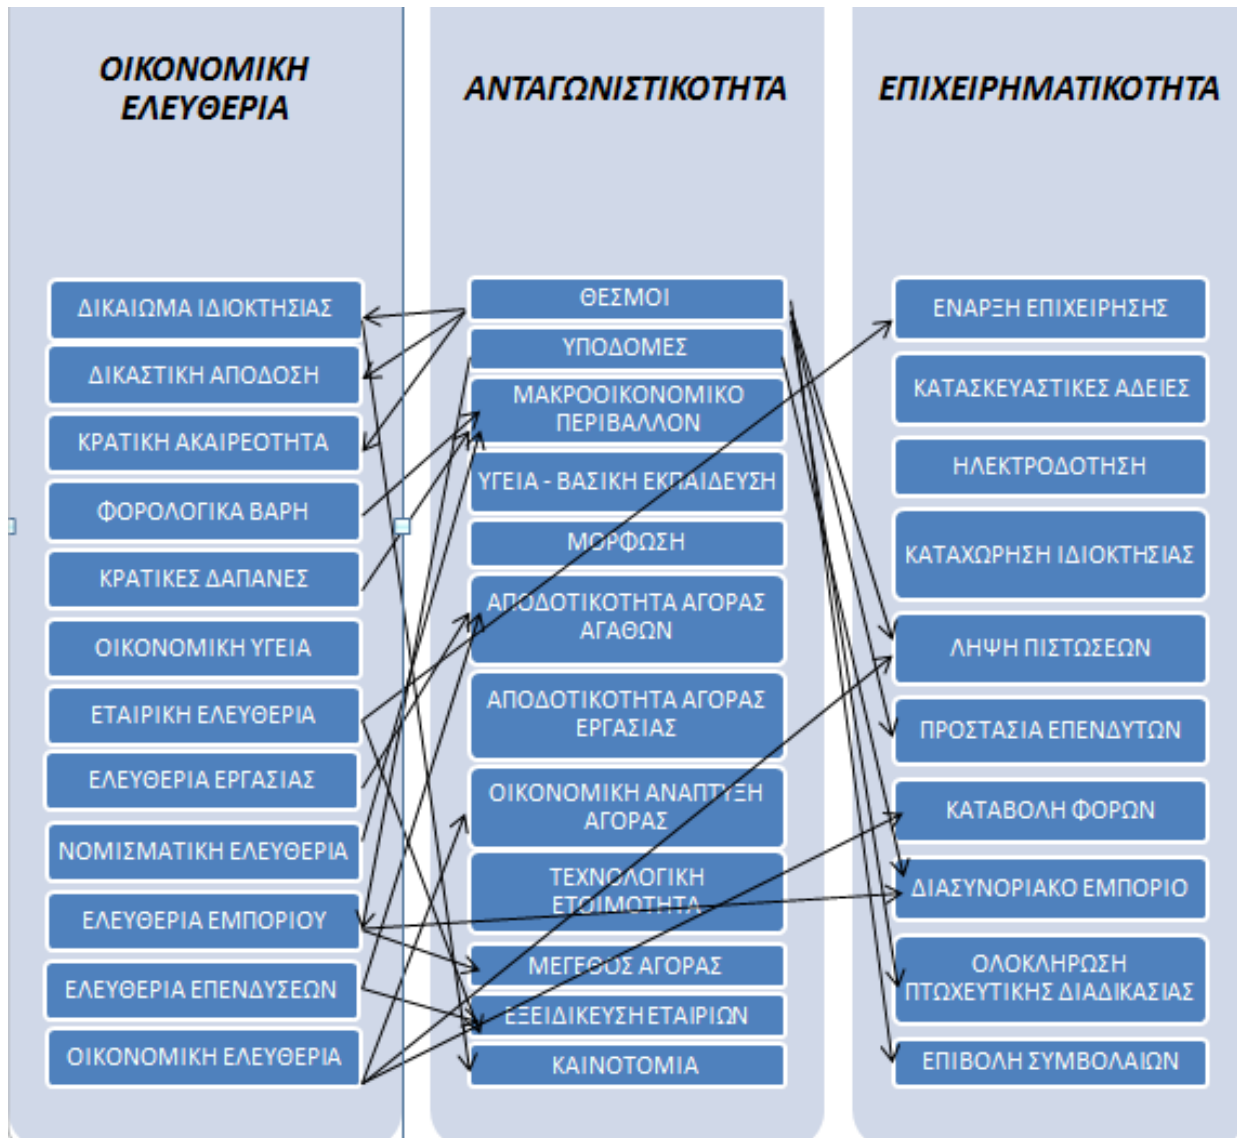 ΟΙΚΟΝΟΜΙΚΗ
ΕΛΕΥΘΕΡΙΑ
ΔΙΚΑΙΩΜΑ ΙΔΙΟΚΤΗΣΙΑΣ
ΔΙΚΑΣΤΙΚΗ ΑΠΟΔΟΣΗ
ΚΡΑΤΙΚΗ ΑΚΑΙΡΕΟΤΗΤΑ
ΦΟΡΟΛΟΓΙΚΑ ΒΑΡΗ
ΚΡΑΤΙΚΕΣ ΔΑΠΑΝΕΣ
ΟΙΚΟΝΟΜΙΚΗ ΥΓΕΙΑ
ΕΤΑΙΡΙΚΗ ΕΛΕΥΘΕΡΙΑ
ΕΛΕΥΘΕΡΙΑ ΕΡΓΑΣΙΑΣ
ΝΟΜΙΣΜΑΤΙΚΗ ΕΛΕΥΘΕΡΙΑ
ΕΛΕΥΘΕΡΙΑ ΕΜΠΟΡΙΟΥ
ΕΛΕΥΘΕΡΙΑ ΕΠΕΝΔΥΣΕΩΝ
ΟΙΚΟΝΟΜΙΚΗ ΕΛΕΥΘΕΡΙΑ
ΑΝΤΑΓΩΝΙΣΤΙΚΟΤΗΤΑ
ΘΕΣΜΟΙ
ΥΠΟΔΟΜΕΣ
ΜΑΚΡΟΟΙΚΟΝΟΜΙΚΟ
ΠΕΡΙΒΑΛΛΟΝ
ΥΓΕΙΑ - ΒΑΣΙΚΗ ΕΚΠΑΙΔΕΥΣΗ
ΜΟΡΦΩΣΗ
ΑΠΟΔΟΤΙΚΟΤΗΤΑ ΑΓΟΡΑΣ
ΑΓΑΘΩΝ
ΑΠΟΔΟΤΙΚΟΤΗΤΑ ΑΓΟΡΑΣ
ΕΡΓΑΣΙΑΣ
ΟΙΚΟΝΟΜΙΚΗ ΑΝΑΠΤΥΞΗ
ΑΓΟΡΑΣ
ΤΕΧΝΟΛΟΓΙΚΗ
ΕΤΟΙΜΟΤΗΤΑ
ΜΕΓΕΘΟΣ ΑΓΟΡΑΣ
ΕΞΕΙΔΙΚΕΥΣΗ ΕΤΑΙΡΙΩΝ
ΚΑΙΝΟΤΟΜΙΑ
ΕΠΙΧΕΙΡΗΜΑΤΙΚΟΤΗΤΑ
ΕΝΑΡΞΗ ΕΠΙΧΕΙΡΗΣΗΣ
ΚΑΤΑΣΚΕΥΑΣΤΙΚΕΣ ΑΔΕΙΕΣ
ΗΛΕΚΤΡΟΔΟΤΗΣΗ
ΚΑΤΑΧΩΡΗΣΗ ΙΔΙΟΚΤΗΣΙΑΣ
ΛΗΨΗ ΠΙΣΤΩΣΕΩΝ
ΠΡΟΣΤΑΣΙΑ ΕΠΕΝΔΥΤΩΝ
ΚΑΤΑΒΟΛΗ ΦΟΡΩΝ
ΔΙΑΣΥΝΟΡΙΑΚΟ ΕΜΠΟΡΙΟ
ΟΛΟΚΛΗΡΩΣΗ
ΠΤΩΧΕΥΤΙΚΗΣ ΔΙΑΔΙΚΑΣΙΑΣ
ΕΠΙΒΟΛΗ ΣΥΜΒΟΛΑΙΩΝ